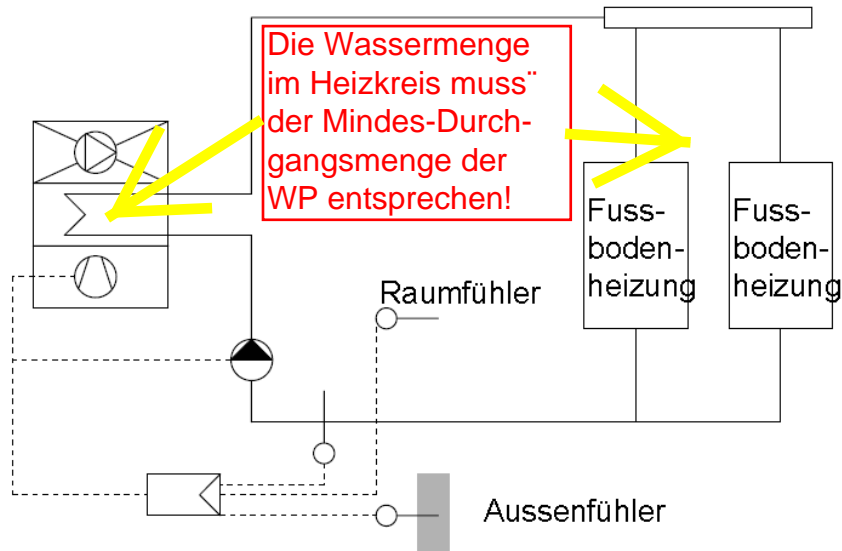 Die Wassermenge
im Heizkreis muss¨
der Mindes-Durch-
gangsmenge der
WP entsprechen!
Fuss-
boden-
heizung
Fuss-
boden-
heizung
Raumfühler
Aussenfühler